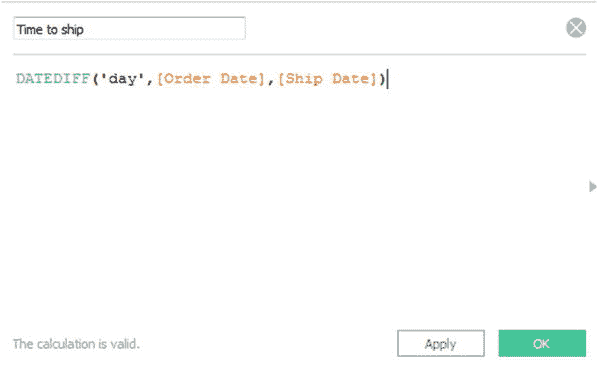 Time to ship
DATEDIFF('day',[Order Date],[Ship Date])
The calculation is valid.
Apply
OK